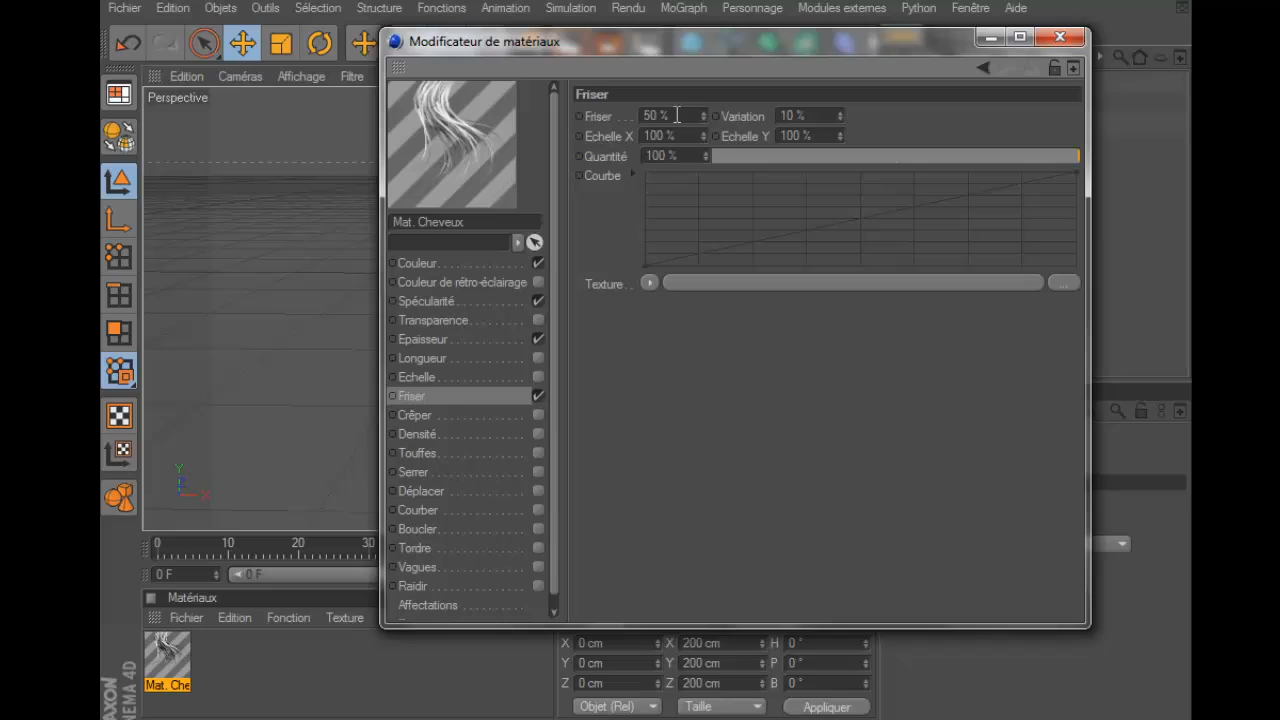 Fichier Edition Objets Outils Sélection Structure Fonctions Animation Simulation Rendu MoGraph Personnage Modules externes Python Fenêtre Aide
Modificateur de matériaux
Edition Caméras Affichage Filtre
Perspective
Friser
Friser . . . 50 % Variation 10 %
Echelle X 100 % Echelle Y 100 %
Quantité 100 %
Courbe
Texture . . ...
Mat. Cheveux
Couleur
Couleur de rétro-éclairage
Spécularité
Transparence
Epaisseur
Longueur
Echelle
Friser
Crêper
Densité
Touffes
Serrer
Déplacer
Courber
Boucler
Tordre
Vagues
Raidir
Affectations
Y
X
0 10 20 30
0 F 0 F
Matériaux
Fichier Edition Fonction Texture
Mat. Che
X 0 cm X 200 cm H 0 °
Y 0 cm Y 200 cm P 0 °
Z 0 cm Z 200 cm B 0 °
Objet (Rel) Taille Appliquer
AXON
NEMA 4D